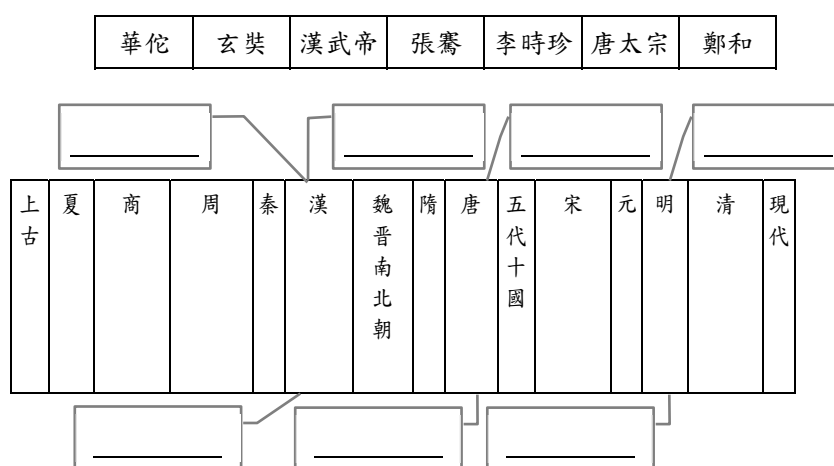 華佗 玄奘 漢武帝 張騫 李時珍 唐太宗 鄭和
上古 夏 商 周 秦 漢 魏晋南北朝 隋 唐 五代十國 宋 元 明 清 現代